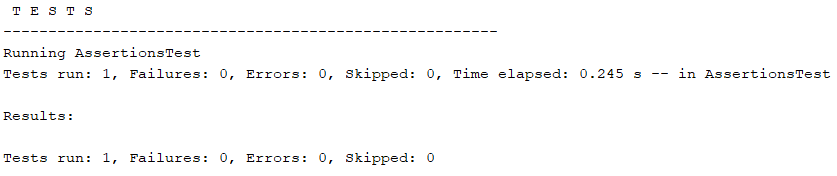 T E S T S
-------------------------------------------------------
Running AssertionsTest
Tests run: 1, Failures: 0, Errors: 0, Skipped: 0, Time elapsed: 0.245 s -- in AssertionsTest
Results:
Tests run: 1, Failures: 0, Errors: 0, Skipped: 0